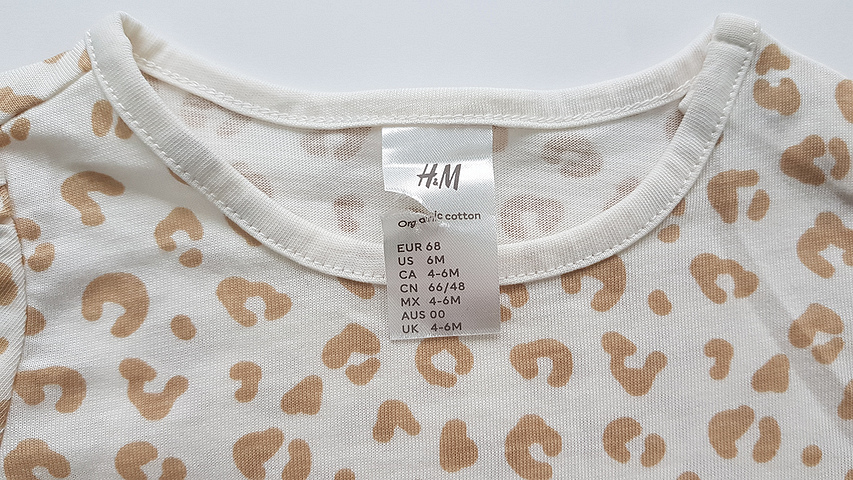 H&M
Organic cotton
EUR 68
US 6M
CA 4-6M
CN 66/48
MX 4-6M
AUS 00
UK 4-6M